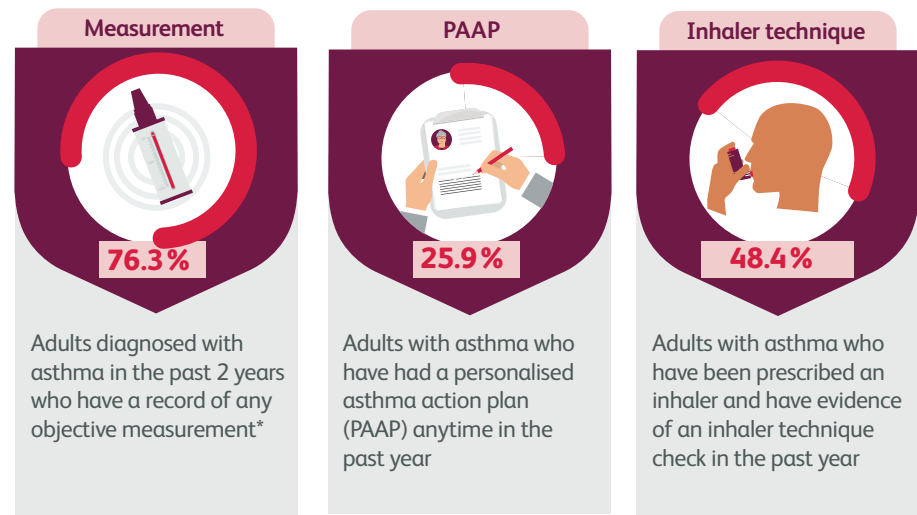 Measurement
76.3%
Adults diagnosed with
asthma in the past 2 years
who have a record of any
objective measurement*
PAAP
25.9%
Adults with asthma who
have had a personalised
asthma action plan
(PAAP) anytime in the
past year
Inhaler technique
48.4%
Adults with asthma who
have been prescribed an
inhaler and have evidence
of an inhaler technique
check in the past year